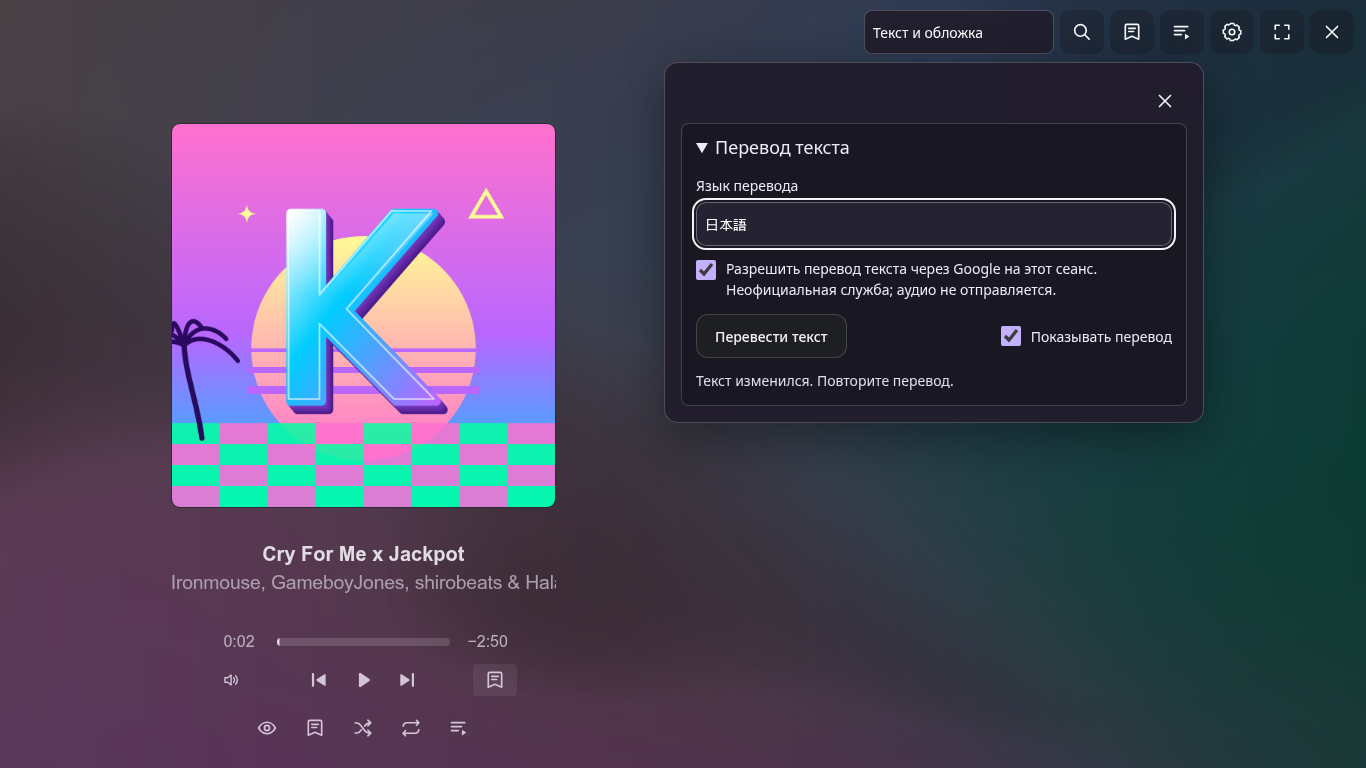 Текст и обложка
Перевод текста
Язык перевода
日本語
Разрешить перевод текста через Google на этот сеанс.
Неофициальная служба; аудио не отправляется.
Перевести текст
Показывать перевод
Текст изменился. Повторите перевод.
K
Cry For Me x Jackpot
Ironmouse, GameboyJones, shirobeats & Hal
0:02
−2:50